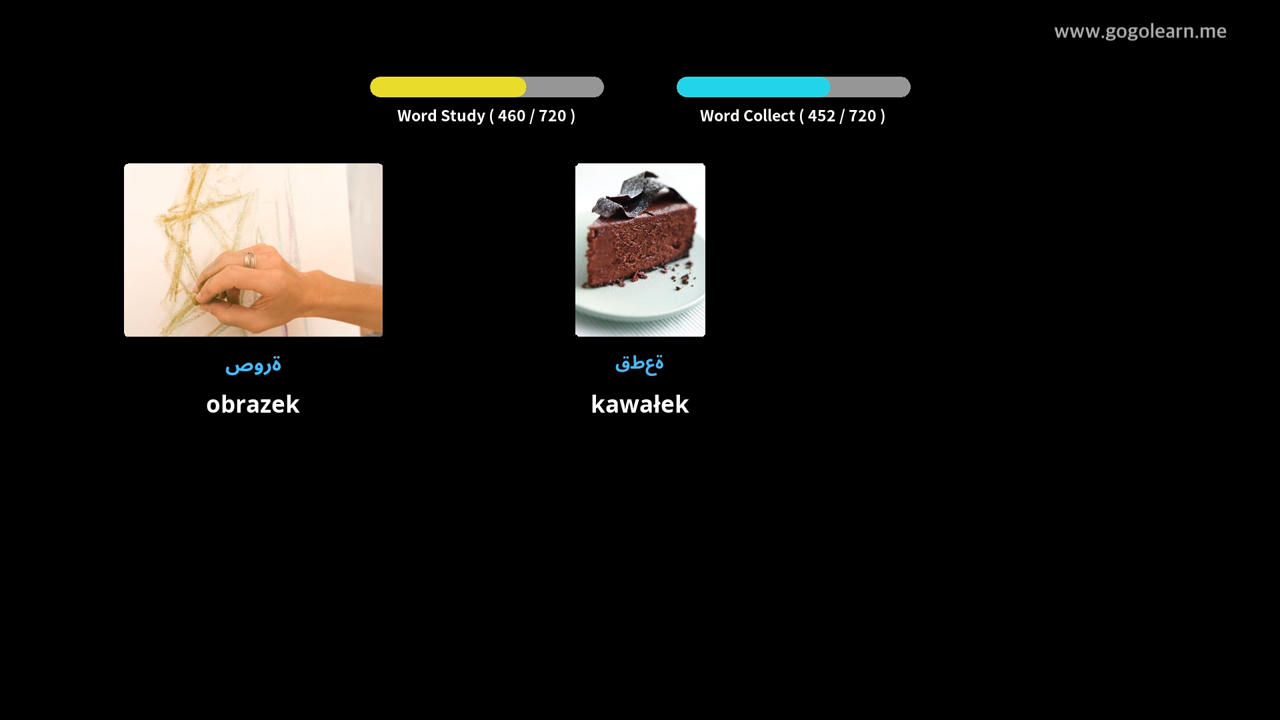 www.gogolearn.me
Word Study ( 460 / 720 )
Word Collect ( 452 / 720 )
ةروص
obrazek
ةعطق
kawałek